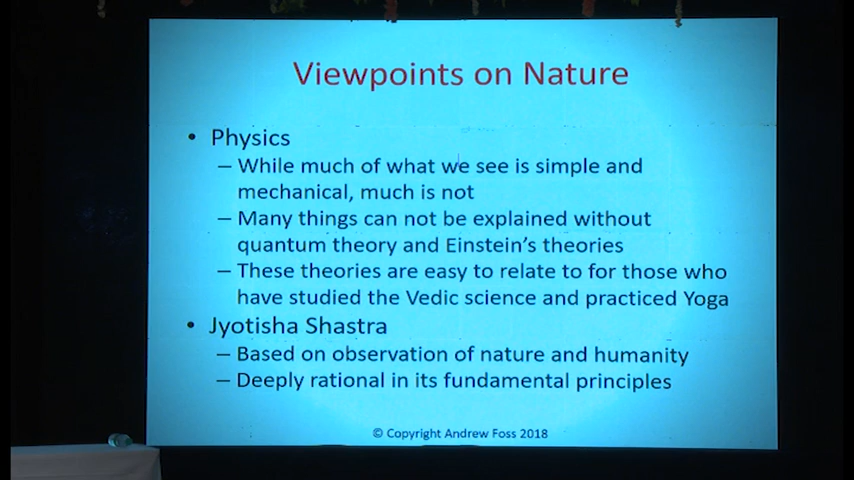 Viewpoints on Nature
• Physics
– While much of what we see is simple and
mechanical, much is not
– Many things can not be explained without
quantum theory and Einstein's theories
– These theories are easy to relate to for those who
have studied the Vedic science and practiced Yoga
• Jyotisha Shastra
– Based on observation of nature and humanity
– Deeply rational in its fundamental principles
© Copyright Andrew Foss 2018